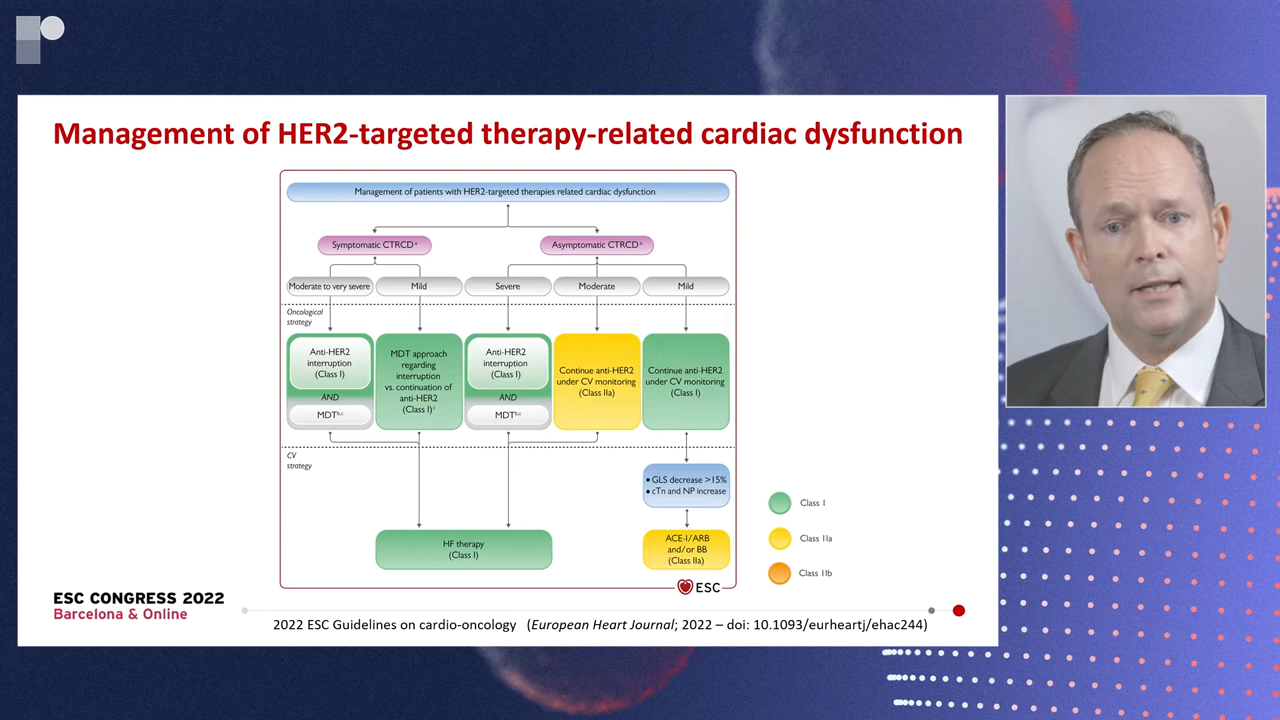 Management of HER2-targeted therapy-related cardiac dysfunction
Management of patients with HER2-targeted therapies related cardiac dysfunction
Symptomatic CTRCDᵃ
Asymptomatic CTRCDᵃ
Moderate to very severe
Mild
Severe
Moderate
Mild
Oncological
strategy
Anti-HER2
interruption
(Class I)
AND
MDTᵇ,ᶜ
MDT approach
regarding
interruption
vs. continuation of
anti-HER2
(Class I)ᶜ
Anti-HER2
interruption
(Class I)
AND
MDTᵇ,ᶜ
Continue anti-HER2
under CV monitoring
(Class IIa)
Continue anti-HER2
under CV monitoring
(Class I)
CV
strategy
• GLS decrease >15%
• cTn and NP increase
HF therapy
(Class I)
ACE-I/ARB
and/or BB
(Class IIa)
Class I
Class IIa
Class IIb
ESC
ESC CONGRESS 2022
Barcelona & Online
2022 ESC Guidelines on cardio-oncology (European Heart Journal; 2022 – doi: 10.1093/eurheartj/ehac244)